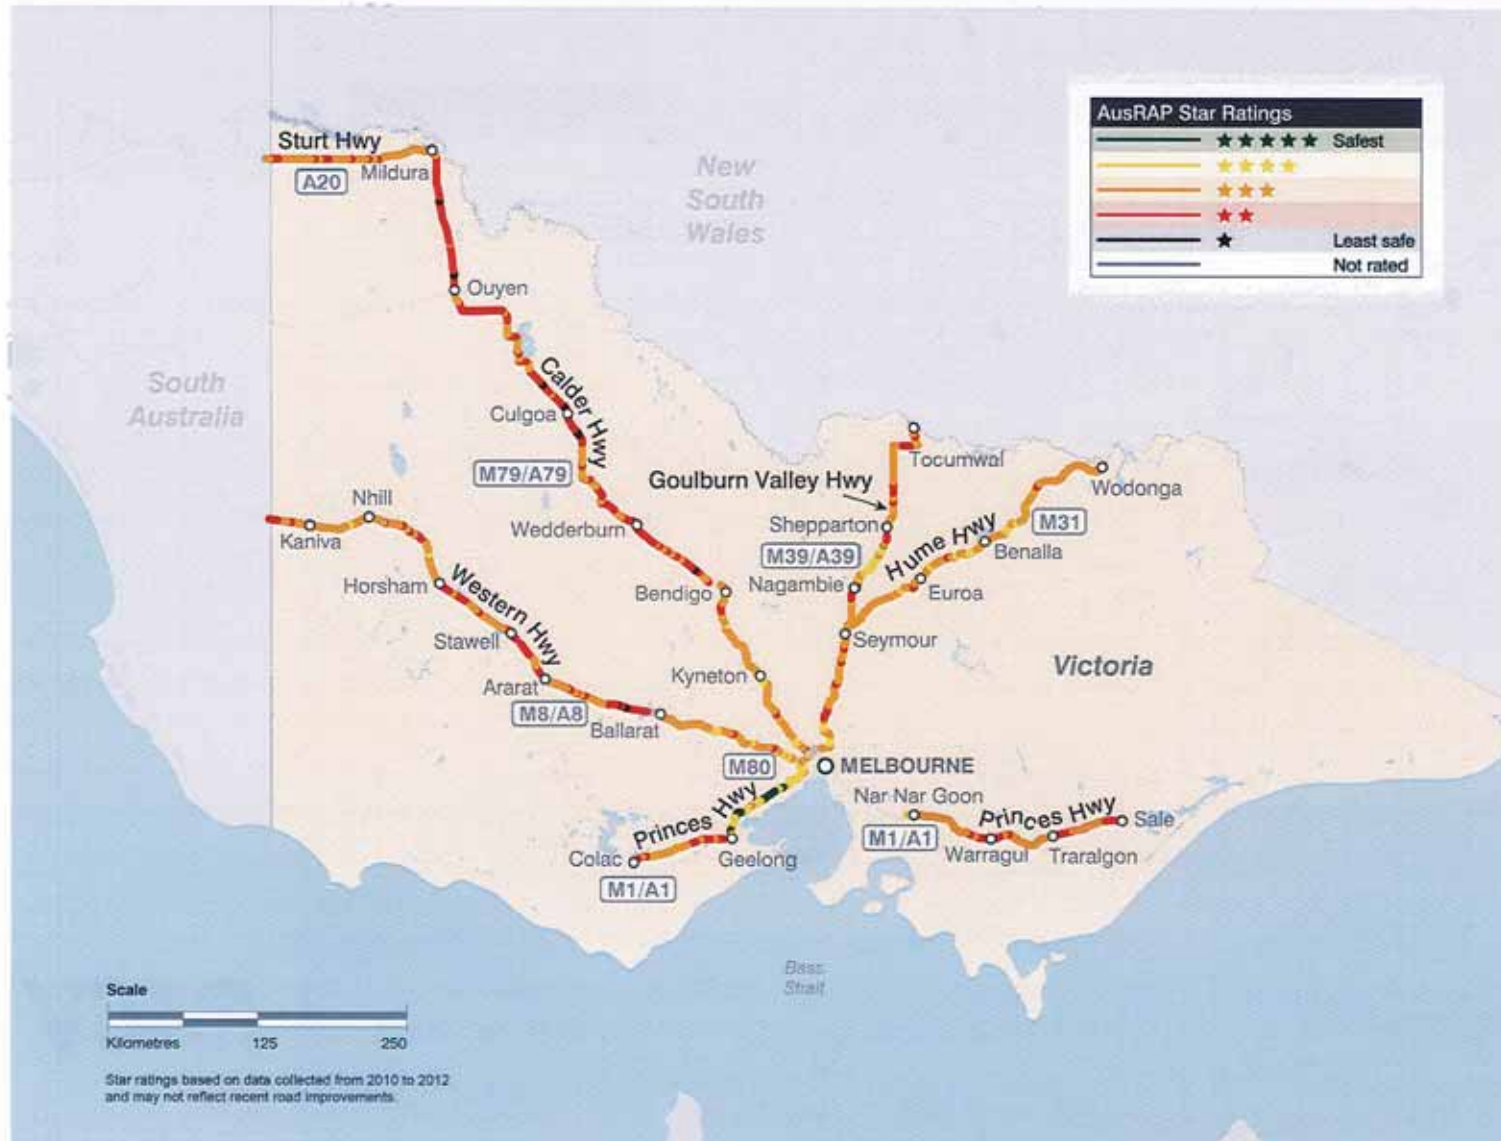 AusRAP Star Ratings
Safest
Least safe
Not rated
Sturt Hwy
A20
Mildura
New
South
Wales
Ouyen
South
Australia
Calder Hwy
Culgoa
M79/A79
Goulburn Valley Hwy
Tocumwal
Wodonga
Nhill
Kaniva
Wedderburn
Shepparton
M39/A39
Hume Hwy
M31
Benalla
Horsham
Western Hwy
Bendigo
Nagambie
Euroa
Stawell
Seymour
Kyneton
Victoria
Ararat
M8/A8
Ballarat
M80
MELBOURNE
Princes Hwy
Nar Nar Goon
Princes Hwy
Sale
M1/A1
Warragul
Traralgon
Colac
Geelong
M1/A1
Bass
Strait
Scale
Kilometres 125 250
Star ratings based on data collected from 2010 to 2012
and may not reflect recent road improvements.